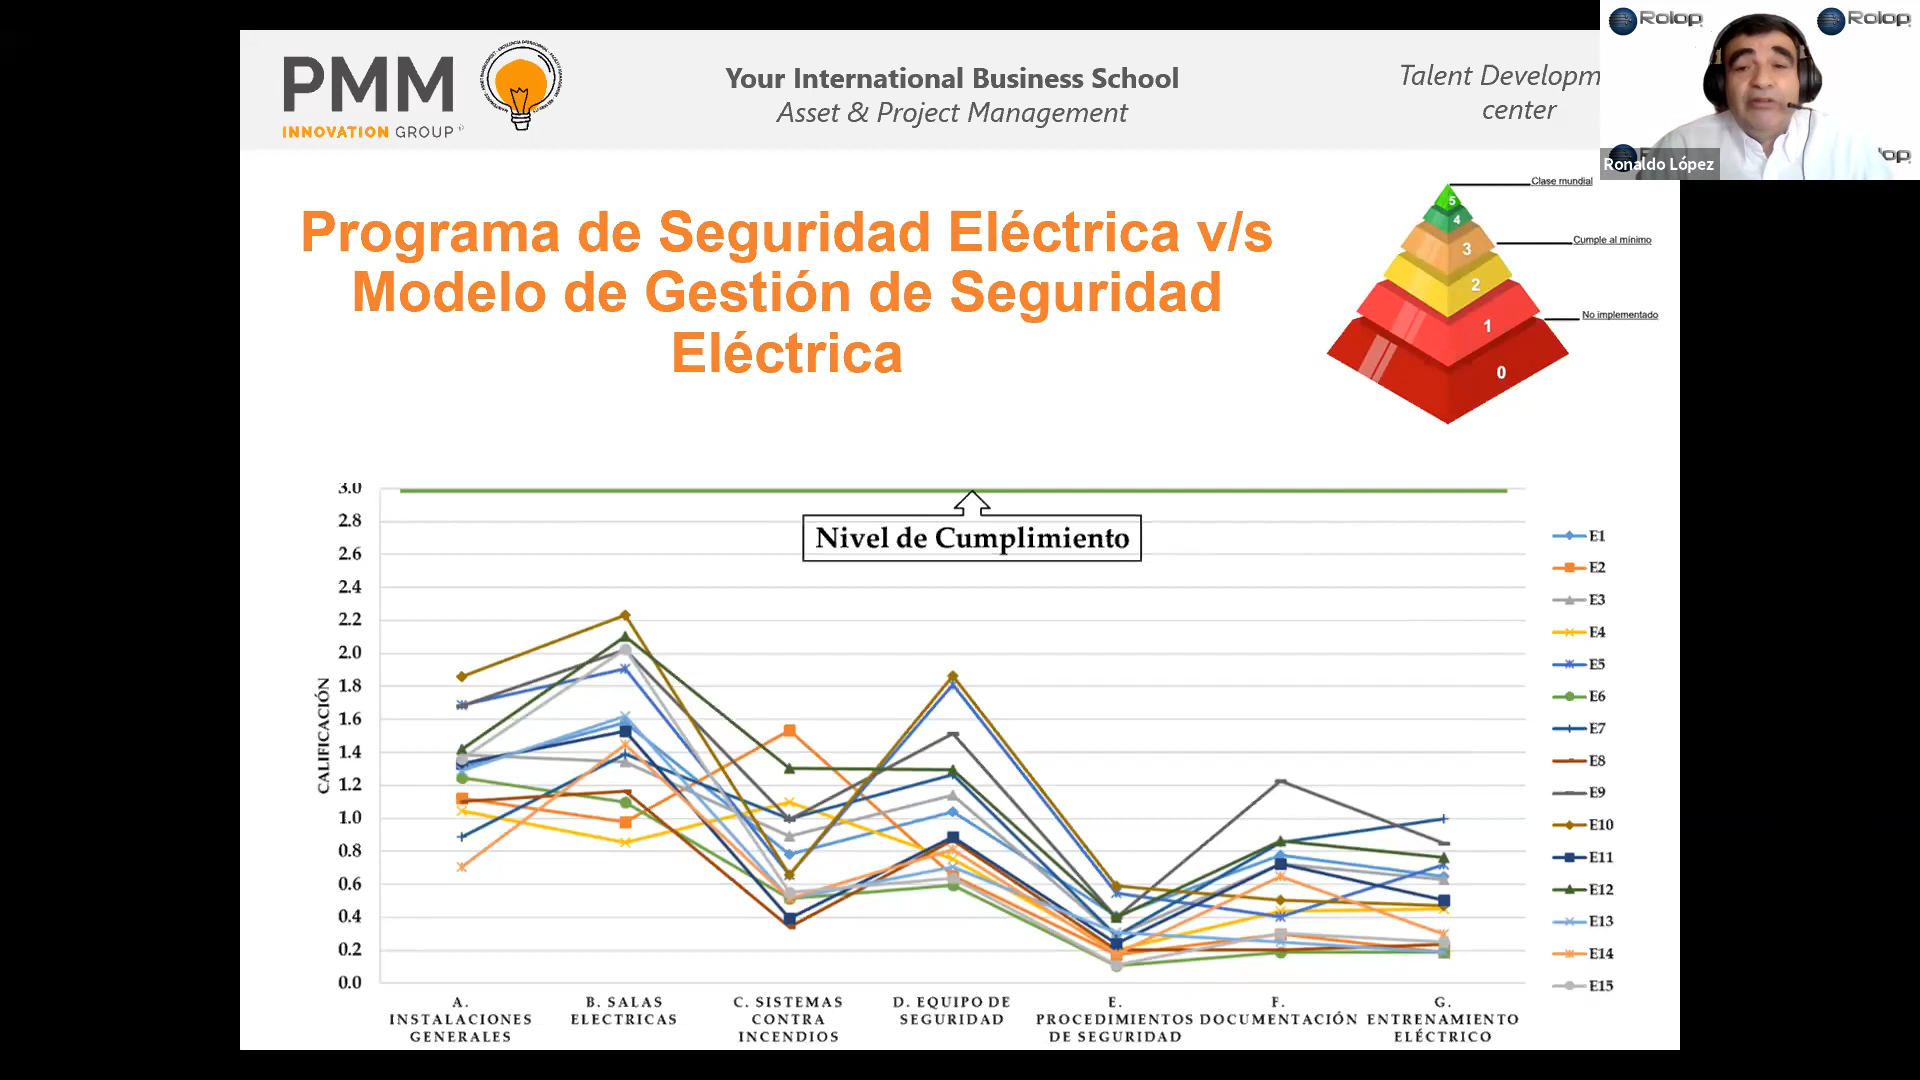 PMM
INNOVATION GROUP
Your International Business School
Asset & Project Management
Talent Developm
center
Rolop
Rolop
Ronaldo López
Programa de Seguridad Eléctrica v/s
Modelo de Gestión de Seguridad
Eléctrica
Clase mundial
Cumple al mínimo
No implementado
5
4
3
2
1
0
Nivel de Cumplimiento
CALIFICACIÓN
3.0
2.8
2.6
2.4
2.2
2.0
1.8
1.6
1.4
1.2
1.0
0.8
0.6
0.4
0.2
0.0
A.
INSTALACIONES
GENERALES
B. SALAS
ELECTRICAS
C. SISTEMAS
CONTRA
INCENDIOS
D. EQUIPO DE
SEGURIDAD
E.
PROCEDIMIENTOS
DE SEGURIDAD
F.
DOCUMENTACIÓN
G.
ENTRENAMIENTO
ELÉCTRICO
E1
E2
E3
E4
E5
E6
E7
E8
E9
E10
E11
E12
E13
E14
E15